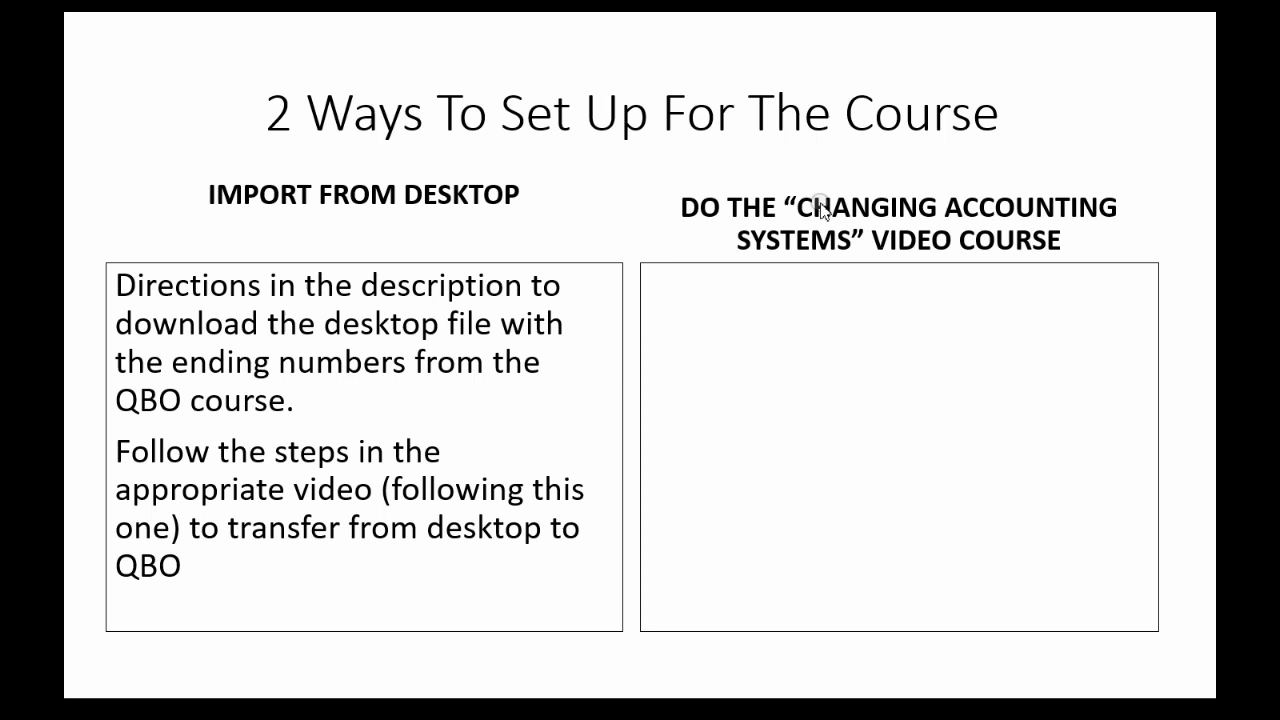 2 Ways To Set Up For The Course
IMPORT FROM DESKTOP
Directions in the description to
download the desktop file with
the ending numbers from the
QBO course.
Follow the steps in the
appropriate video (following this
one) to transfer from desktop to
QBO
DO THE “CHANGING ACCOUNTING
SYSTEMS” VIDEO COURSE